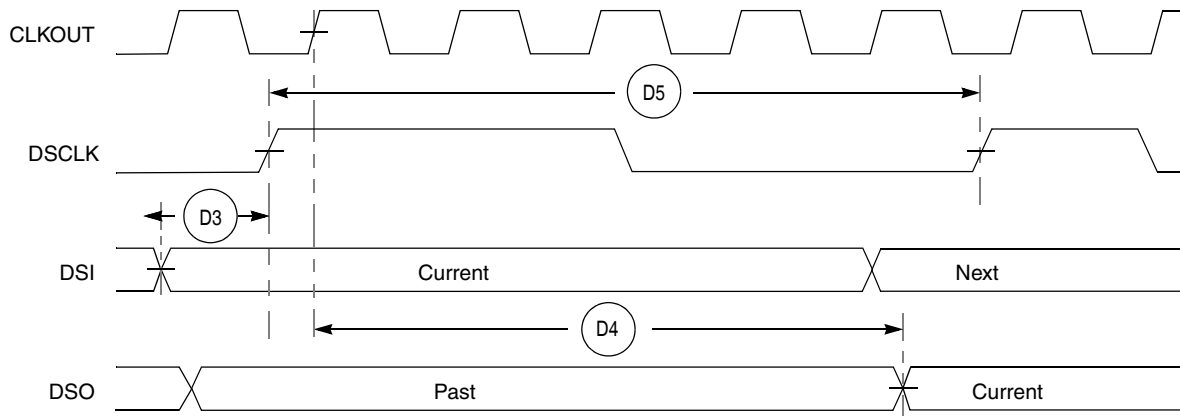 CLKOUT
D5
DSCLK
D3
DSI
Current
Next
D4
DSO
Past
Current